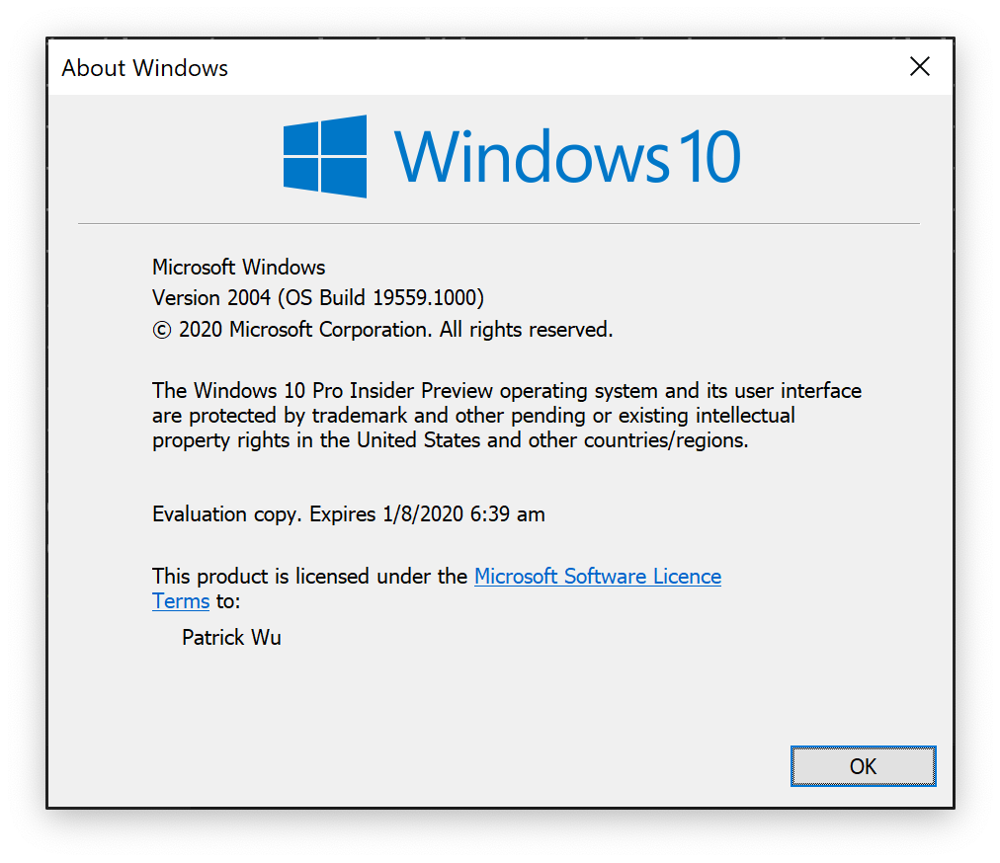 About Windows
Windows 10
Microsoft Windows
Version 2004 (OS Build 19559.1000)
© 2020 Microsoft Corporation. All rights reserved.
The Windows 10 Pro Insider Preview operating system and its user interface
are protected by trademark and other pending or existing intellectual
property rights in the United States and other countries/regions.
Evaluation copy. Expires 1/8/2020 6:39 am
This product is licensed under the Microsoft Software Licence
Terms to:
Patrick Wu
OK